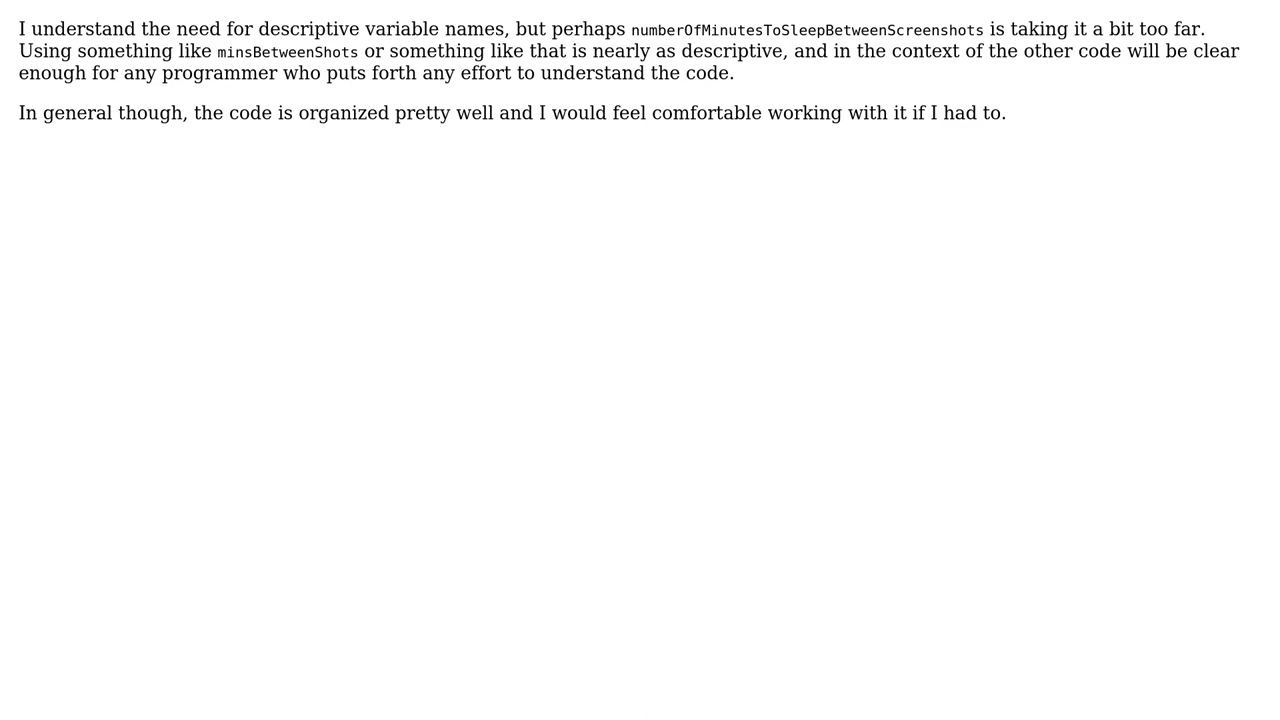 I understand the need for descriptive variable names, but perhaps numberOfMinutesToSleepBetweenScreenshots is taking it a bit too far.
Using something like minsBetweenShots or something like that is nearly as descriptive, and in the context of the other code will be clear
enough for any programmer who puts forth any effort to understand the code.
In general though, the code is organized pretty well and I would feel comfortable working with it if I had to.